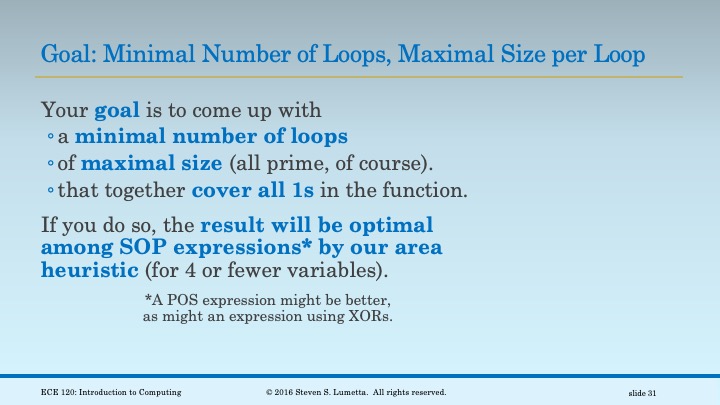 Goal: Minimal Number of Loops, Maximal Size per Loop
Your goal is to come up with
◦ a minimal number of loops
◦ of maximal size (all prime, of course).
◦ that together cover all 1s in the function.
If you do so, the result will be optimal
among SOP expressions* by our area
heuristic (for 4 or fewer variables).
*A POS expression might be better,
as might an expression using XORs.
ECE 120: Introduction to Computing © 2016 Steven S. Lumetta. All rights reserved. slide 31